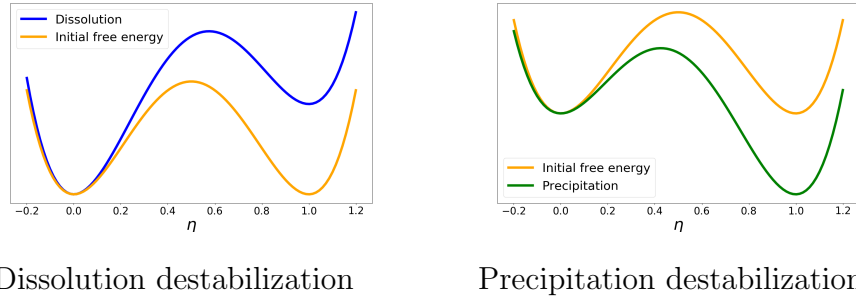 Dissolution
Initial free energy
−0.2 0.0 0.2 0.4 0.6 0.8 1.0 1.2
η
Dissolution destabilization
Initial free energy
Precipitation
−0.2 0.0 0.2 0.4 0.6 0.8 1.0 1.2
η
Precipitation destabilization